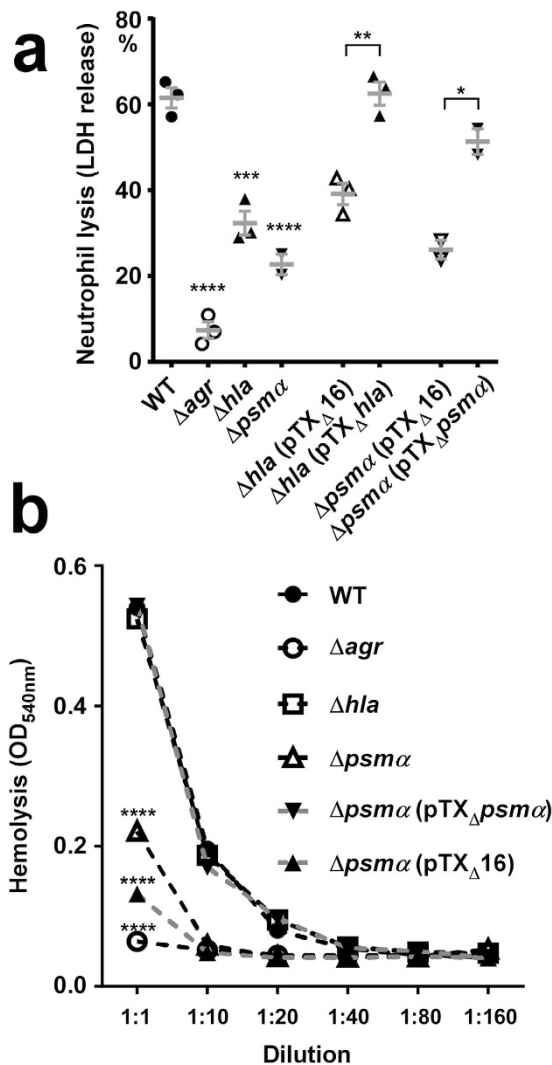 a
Neutrophil lysis (LDH release)
80
%
60
40
20
0
**
*
***
****
****
WT
Δagr
Δhla
Δpsmα
Δhla (pTXΔ16)
Δhla (pTXΔhla)
Δpsmα (pTXΔ16)
Δpsmα (pTXΔpsmα)
b
Hemolysis (OD540nm)
0.6
0.4
0.2
0.0
WT
Δagr
Δhla
Δpsmα
Δpsmα (pTXΔpsmα)
Δpsmα (pTXΔ16)
****
****
****
1:1 1:10 1:20 1:40 1:80 1:160
Dilution